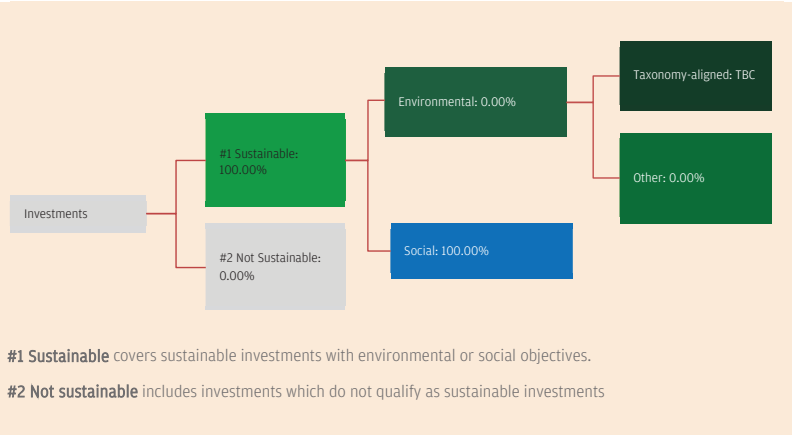 Investments
#1 Sustainable:
100.00%
#2 Not Sustainable:
0.00%
Environmental: 0.00%
Social: 100.00%
Taxonomy-aligned: TBC
Other: 0.00%
#1 Sustainable covers sustainable investments with environmental or social objectives.
#2 Not sustainable includes investments which do not qualify as sustainable investments